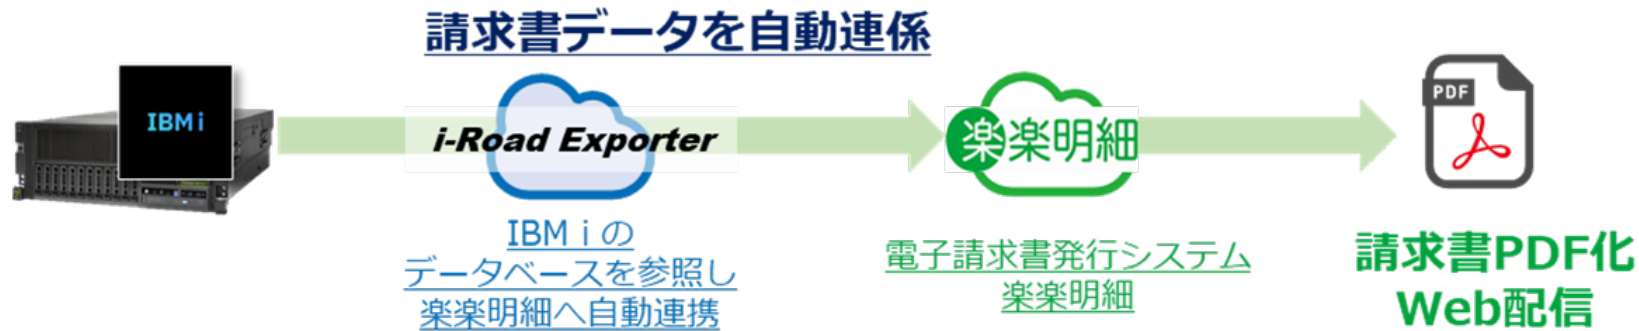 請求書データを自動連係
IBM i
i-Road Exporter
楽楽明細
PDF
IBM i の
データベースを参照し
楽楽明細へ自動連携
電子請求書発行システム
楽楽明細
請求書PDF化
Web配信